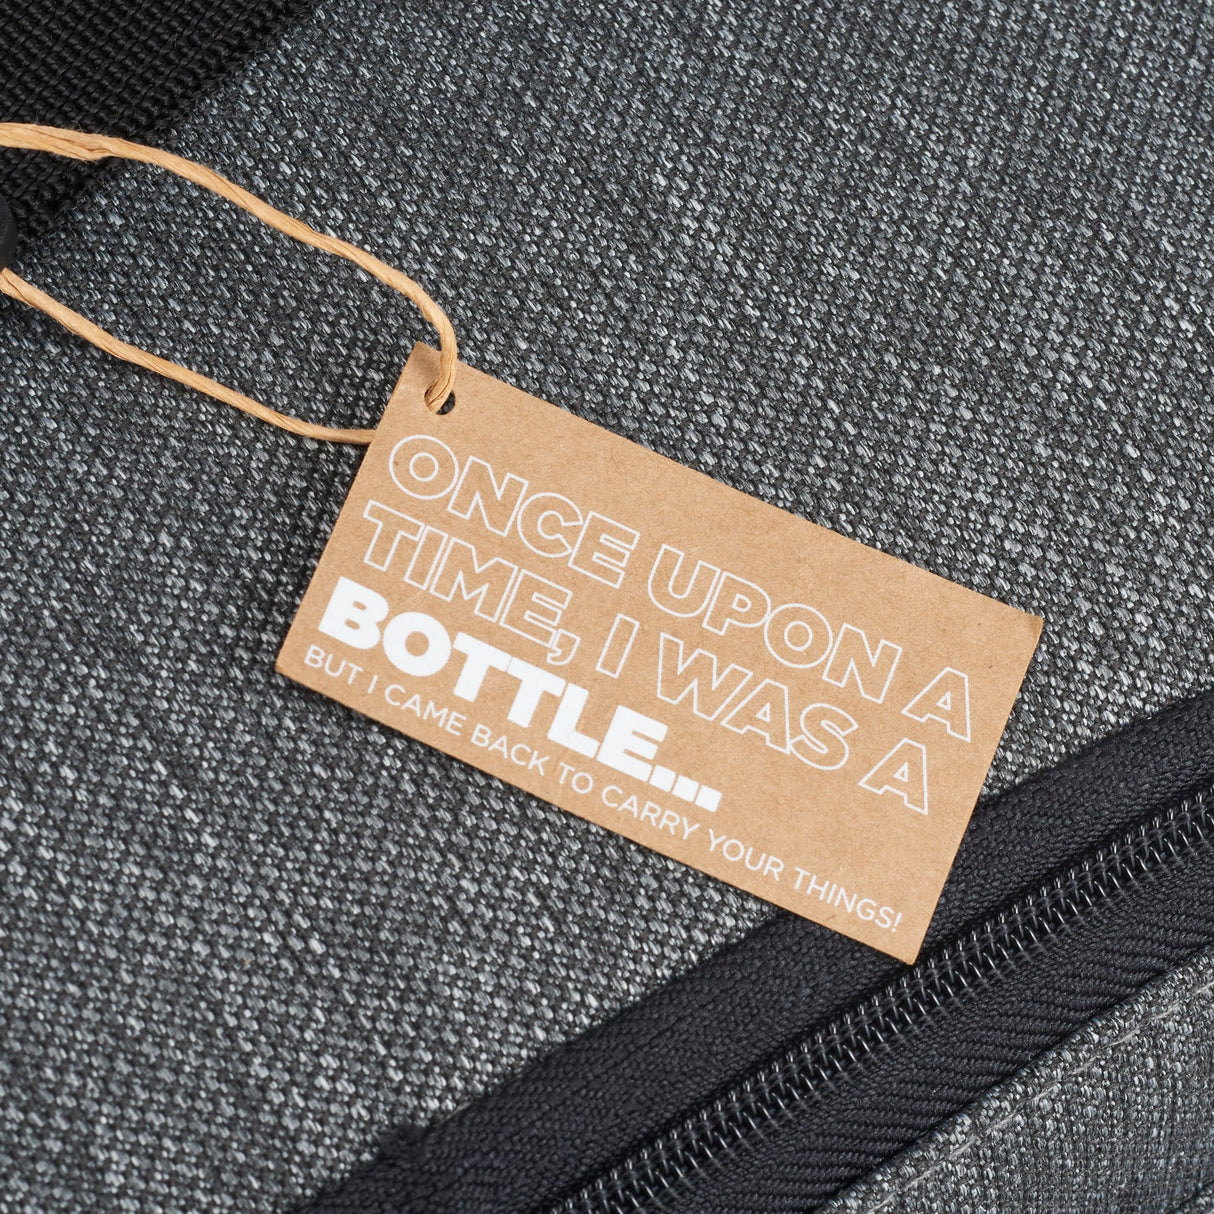 ONCE UPON A
TIME, I WAS A
BOTTLE...
BUT I CAME BACK TO CARRY YOUR THINGS!